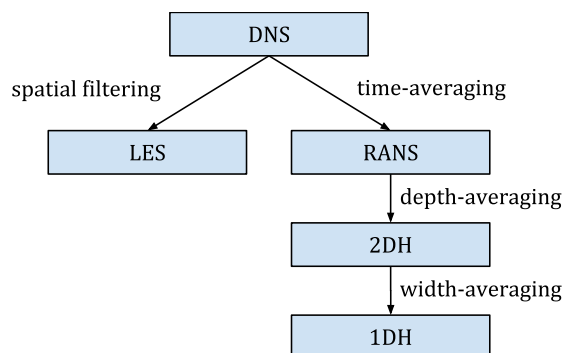 DNS
spatial filtering
time-averaging
LES
RANS
depth-averaging
2DH
width-averaging
1DH